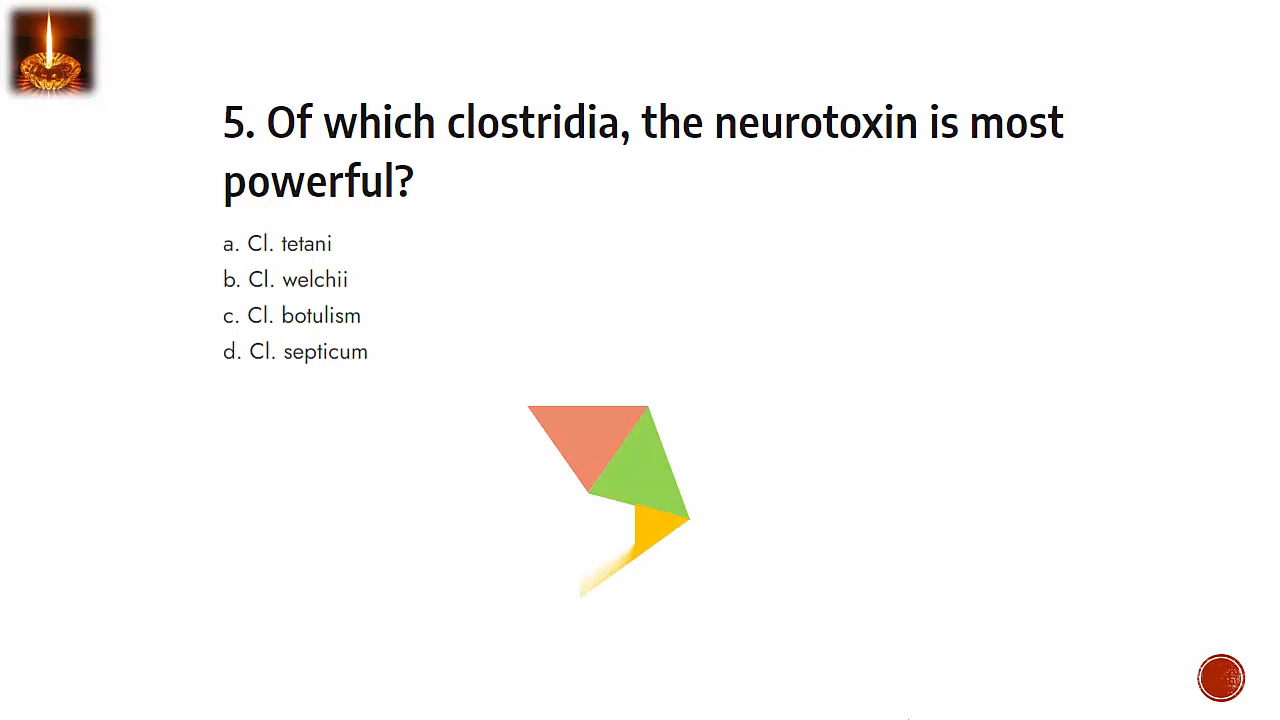 5. Of which clostridia, the neurotoxin is most
powerful?
a. Cl. tetani
b. Cl. welchii
c. Cl. botulism
d. Cl. septicum